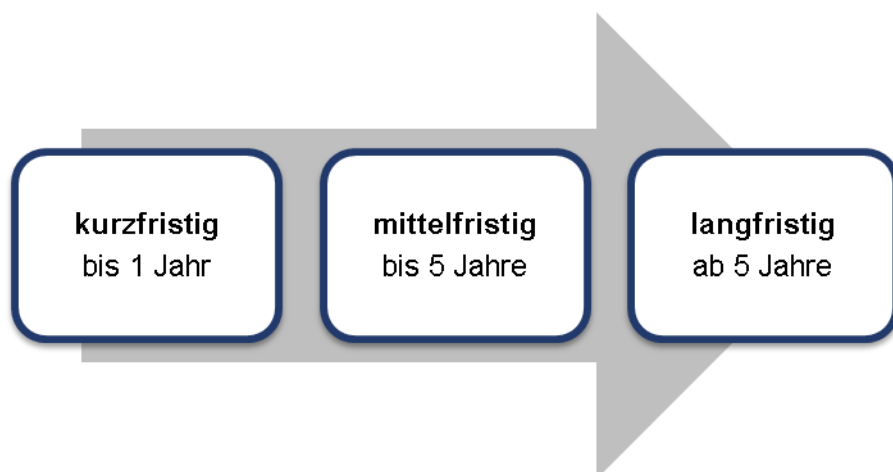 kurzfristig
bis 1 Jahr
mittelfristig
bis 5 Jahre
langfristig
ab 5 Jahre